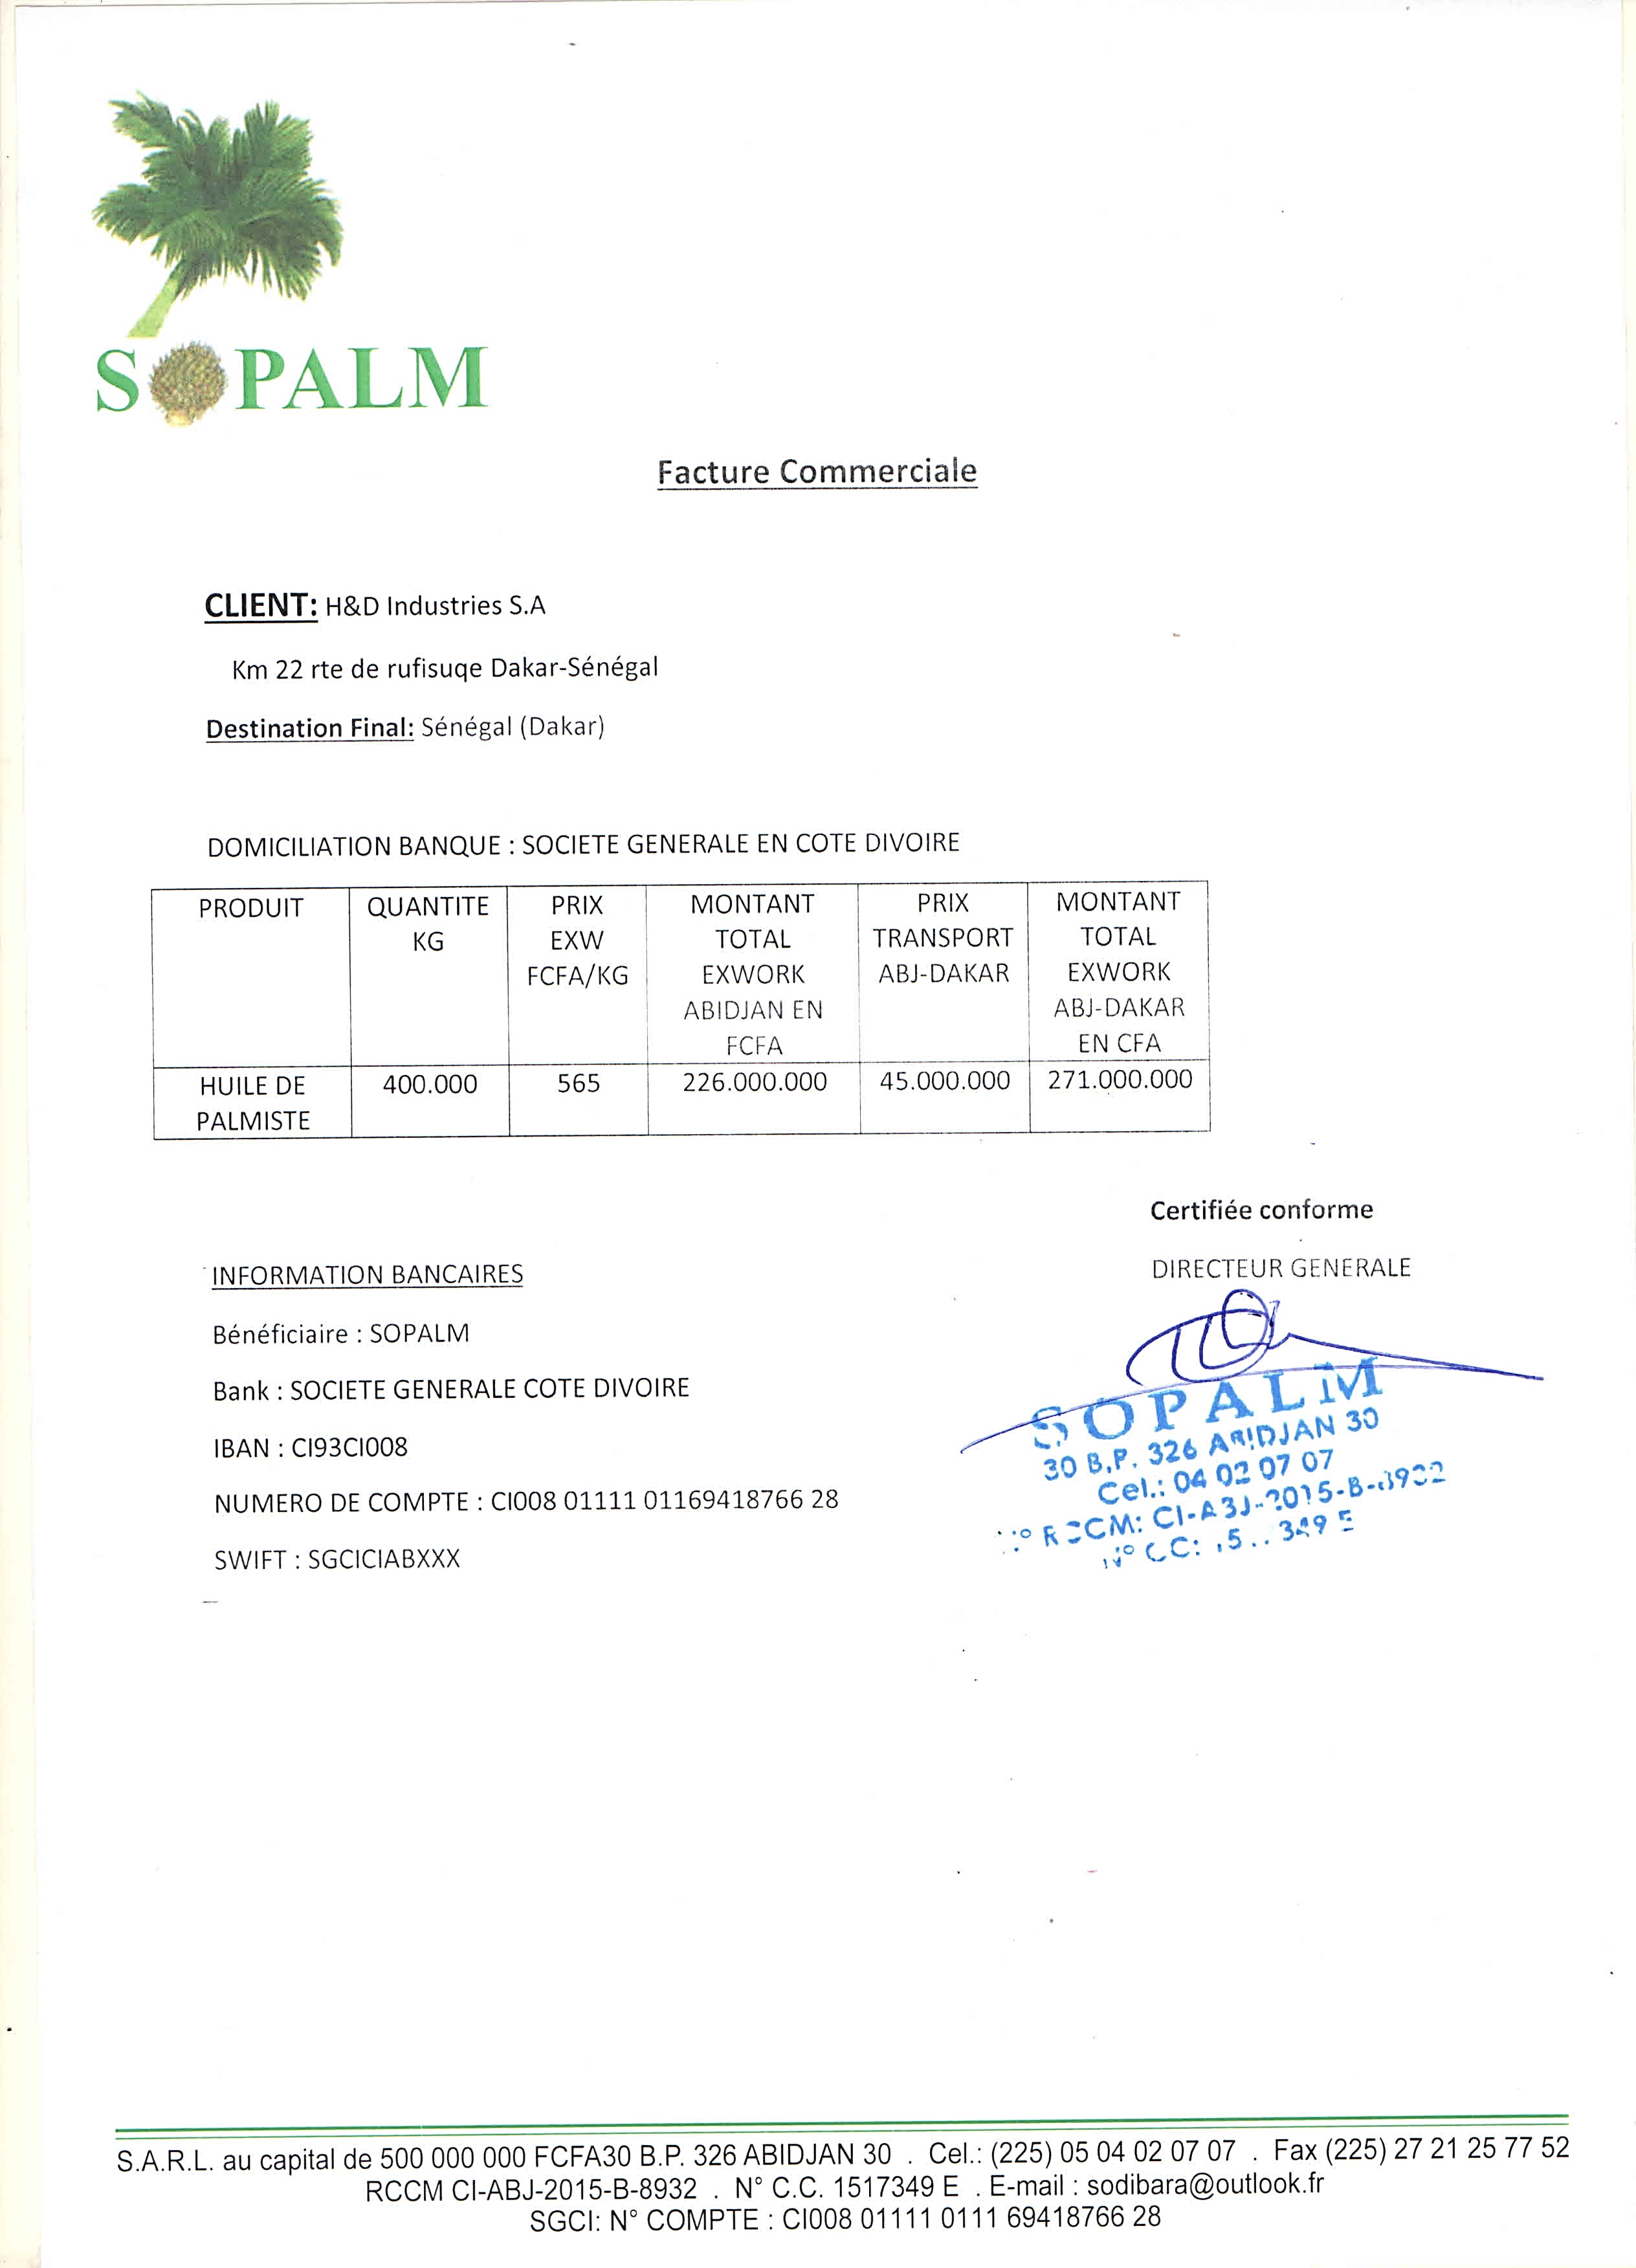 SOPALM
Facture Commerciale
CLIENT: H&D Industries S.A
Km 22 rte de rufisuqe Dakar-Sénégal
Destination Final: Sénégal (Dakar)
DOMICILIATION BANQUE : SOCIETE GENERALE EN COTE DIVOIRE
PRODUIT QUANTITE KG PRIX EXW FCFA/KG MONTANT TOTAL EXWORK ABIDJAN EN FCFA PRIX TRANSPORT ABJ-DAKAR MONTANT TOTAL EXWORK ABJ-DAKAR EN CFA
HUILE DE PALMISTE 400.000 565 226.000.000 45.000.000 271.000.000
Certifiée conforme
DIRECTEUR GENERALE
INFORMATION BANCAIRES
Bénéficiaire : SOPALM
Bank : SOCIETE GENERALE COTE DIVOIRE
IBAN : CI93CI008
NUMERO DE COMPTE : CI008 01111 01169418766 28
SWIFT : SGCICIABXXX
SOPALM
30 B.P. 326 ABIDJAN 30
Cel.: 04 02 07 07
RCCM: CI-ABJ-2015-B-8932
N° CC:
S.A.R.L. au capital de 500 000 000 FCFA30 B.P. 326 ABIDJAN 30 . Cel.: (225) 05 04 02 07 07 . Fax (225) 27 21 25 77 52
RCCM CI-ABJ-2015-B-8932 . N° C.C. 1517349 E . E-mail : sodibara@outlook.fr
SGCI: N° COMPTE : CI008 01111 0111 69418766 28